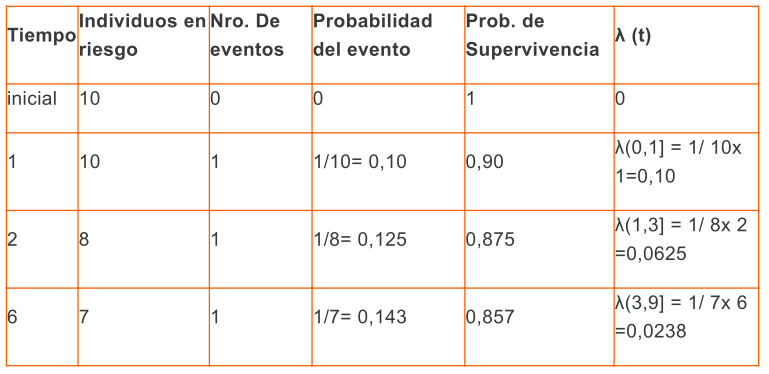 Tiempo Individuos en riesgo Nro. De eventos Probabilidad del evento Prob. de Supervivencia λ (t)
inicial 10 0 0 1 0
1 10 1 1/10= 0,10 0,90 λ(0,1] = 1/ 10x 1=0,10
2 8 1 1/8= 0,125 0,875 λ(1,3] = 1/ 8x 2 =0,0625
6 7 1 1/7= 0,143 0,857 λ(3,9] = 1/ 7x 6 =0,0238